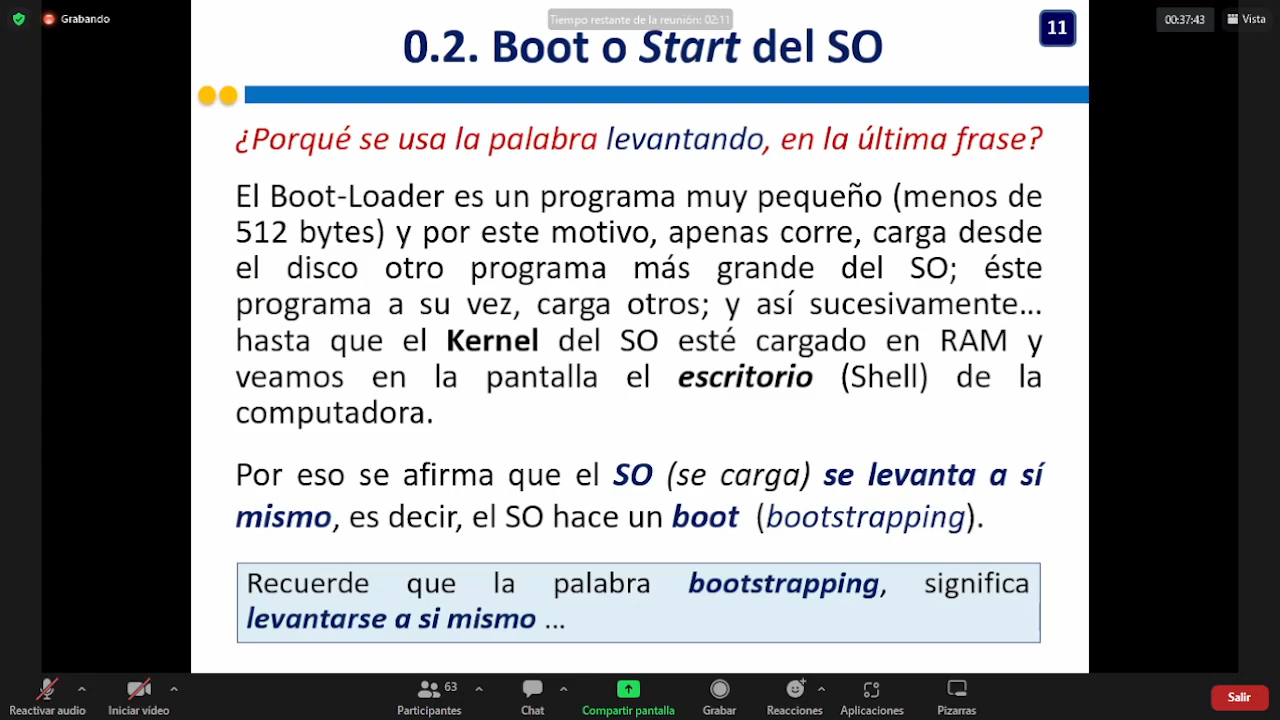 Grabando
Tiempo restante de la reunión: 02:11
00:37:43
Vista
0.2. Boot o Start del SO
11
¿Porqué se usa la palabra levantando, en la última frase?
El Boot-Loader es un programa muy pequeño (menos de
512 bytes) y por este motivo, apenas corre, carga desde
el disco otro programa más grande del SO; éste
programa a su vez, carga otros; y así sucesivamente...
hasta que el Kernel del SO esté cargado en RAM y
veamos en la pantalla el escritorio (Shell) de la
computadora.
Por eso se afirma que el SO (se carga) se levanta a sí
mismo, es decir, el SO hace un boot (bootstrapping).
Recuerde que la palabra bootstrapping, significa
levantarse a si mismo ...
Reactivar audio
Iniciar vídeo
63
Participantes
Chat
Compartir pantalla
Grabar
Reacciones
Aplicaciones
Pizarras
Salir